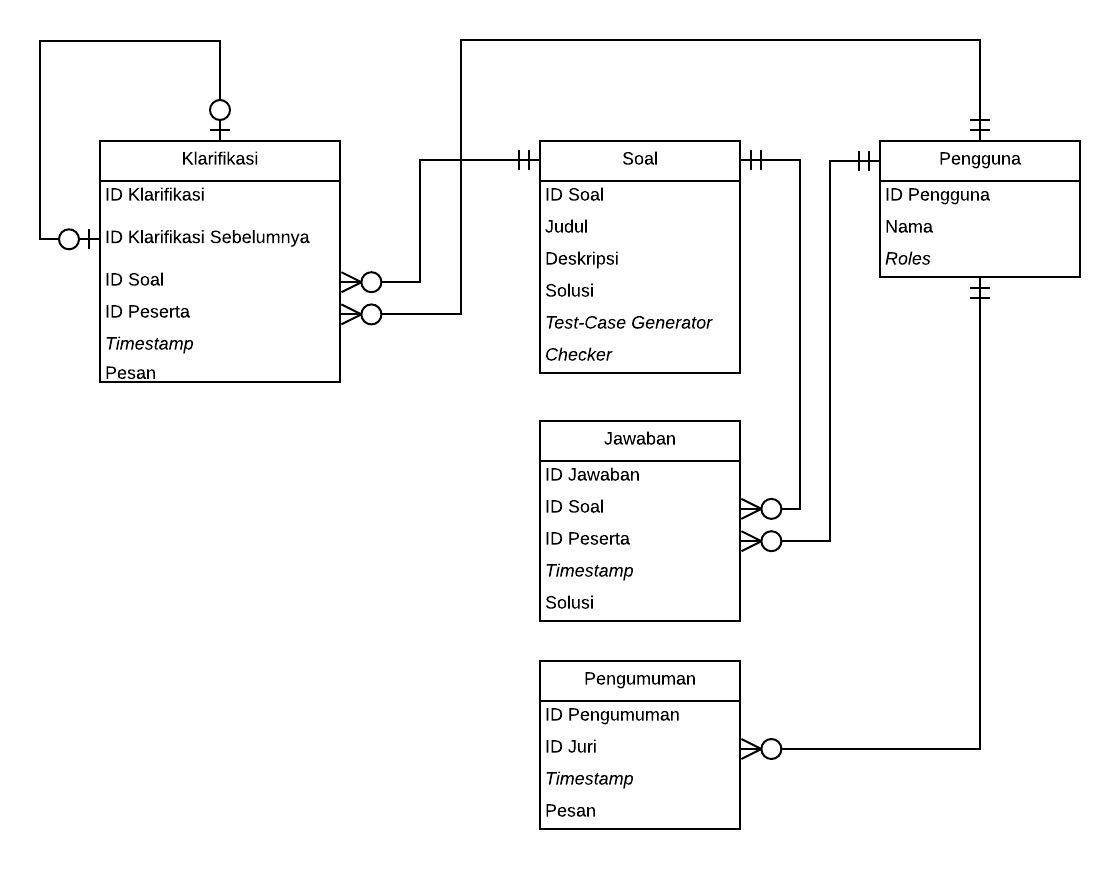 Klarifikasi
ID Klarifikasi
ID Klarifikasi Sebelumnya
ID Soal
ID Peserta
Timestamp
Pesan
Soal
ID Soal
Judul
Deskripsi
Solusi
Test-Case Generator
Checker
Pengguna
ID Pengguna
Nama
Roles
Jawaban
ID Jawaban
ID Soal
ID Peserta
Timestamp
Solusi
Pengumuman
ID Pengumuman
ID Juri
Timestamp
Pesan